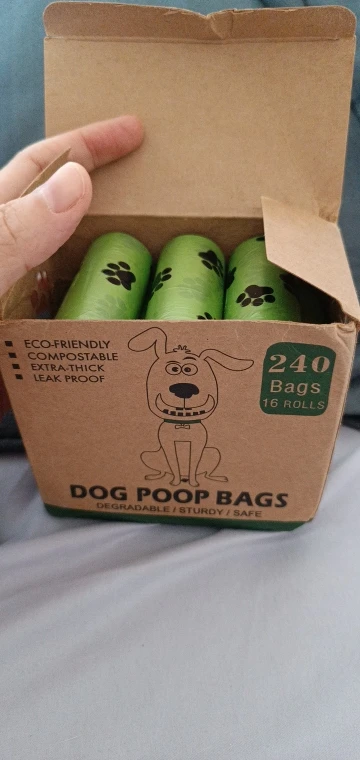 ECO-FRIENDLY
COMPOSTABLE
EXTRA-THICK
LEAK PROOF
240
Bags
16 ROLLS
DOG POOP BAGS
DEGRADABLE / STURDY / SAFE